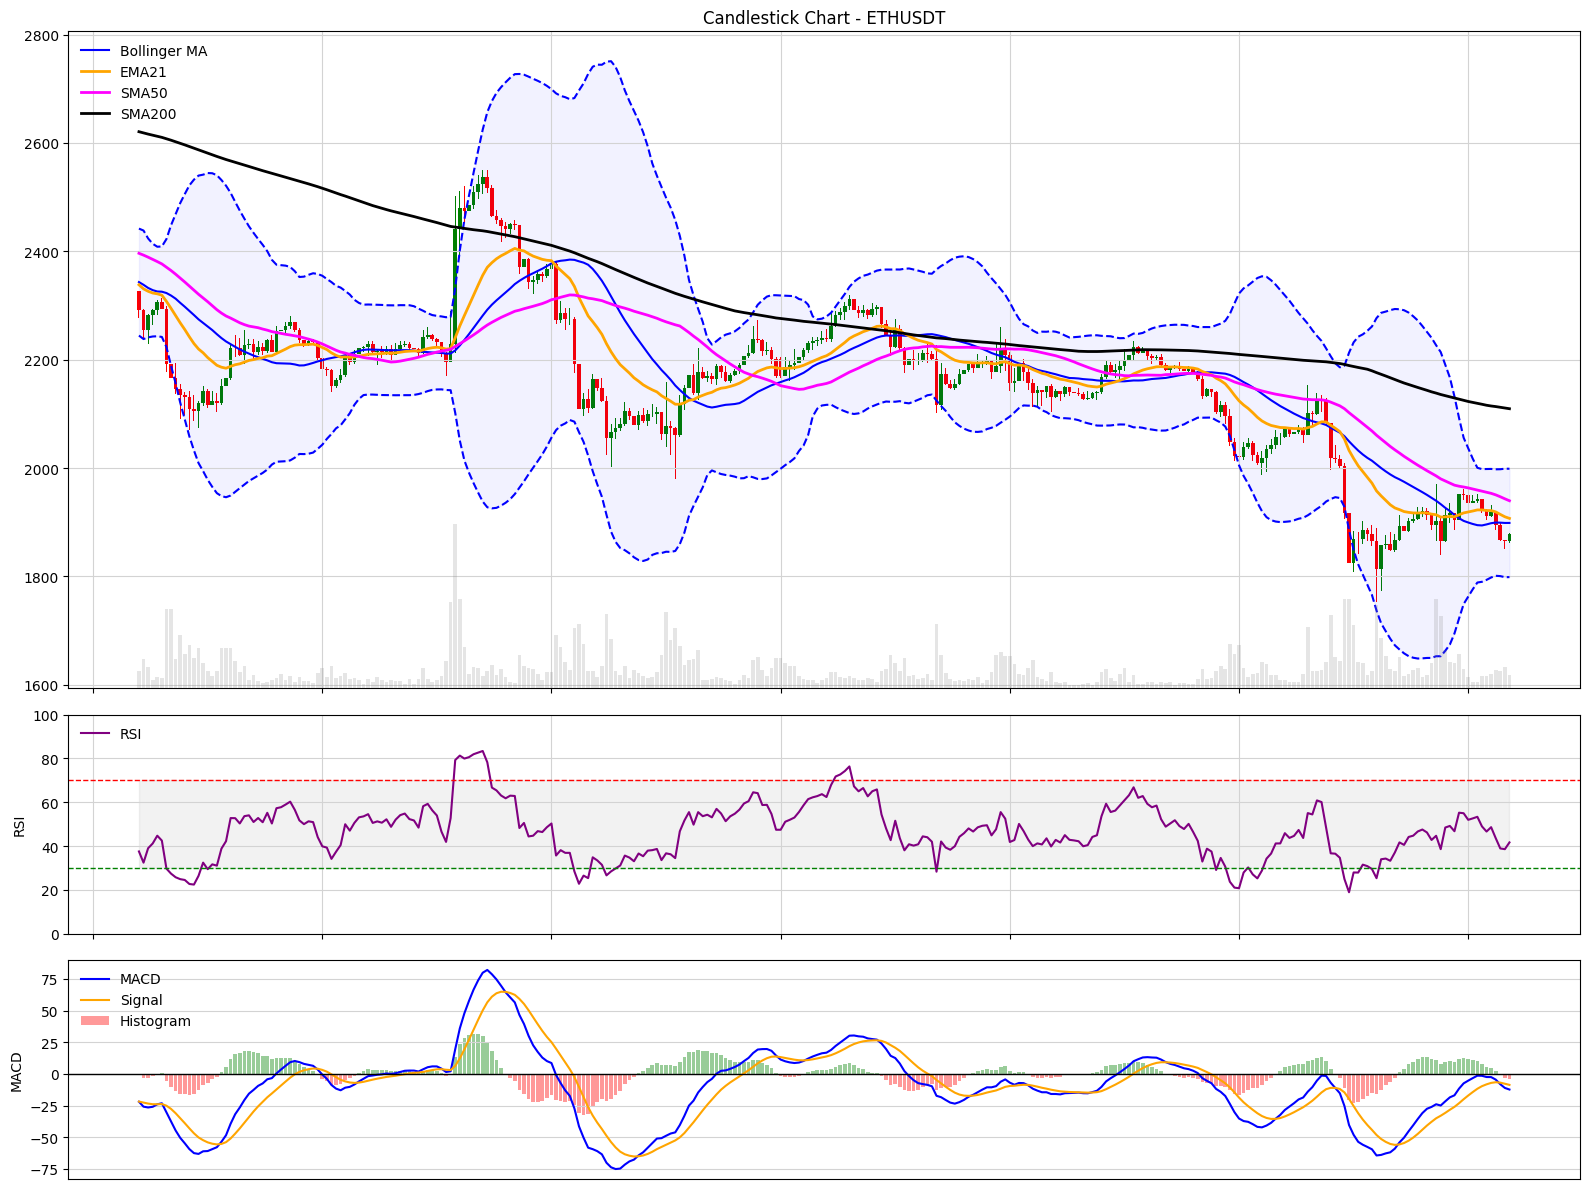 Candlestick Chart - ETHUSDT
2800
2600
2400
2200
2000
1800
1600
Bollinger MA
EMA21
SMA50
SMA200
100
80
60
40
20
0
RSI
RSI
75
50
25
0
−25
−50
−75
MACD
MACD
Signal
Histogram